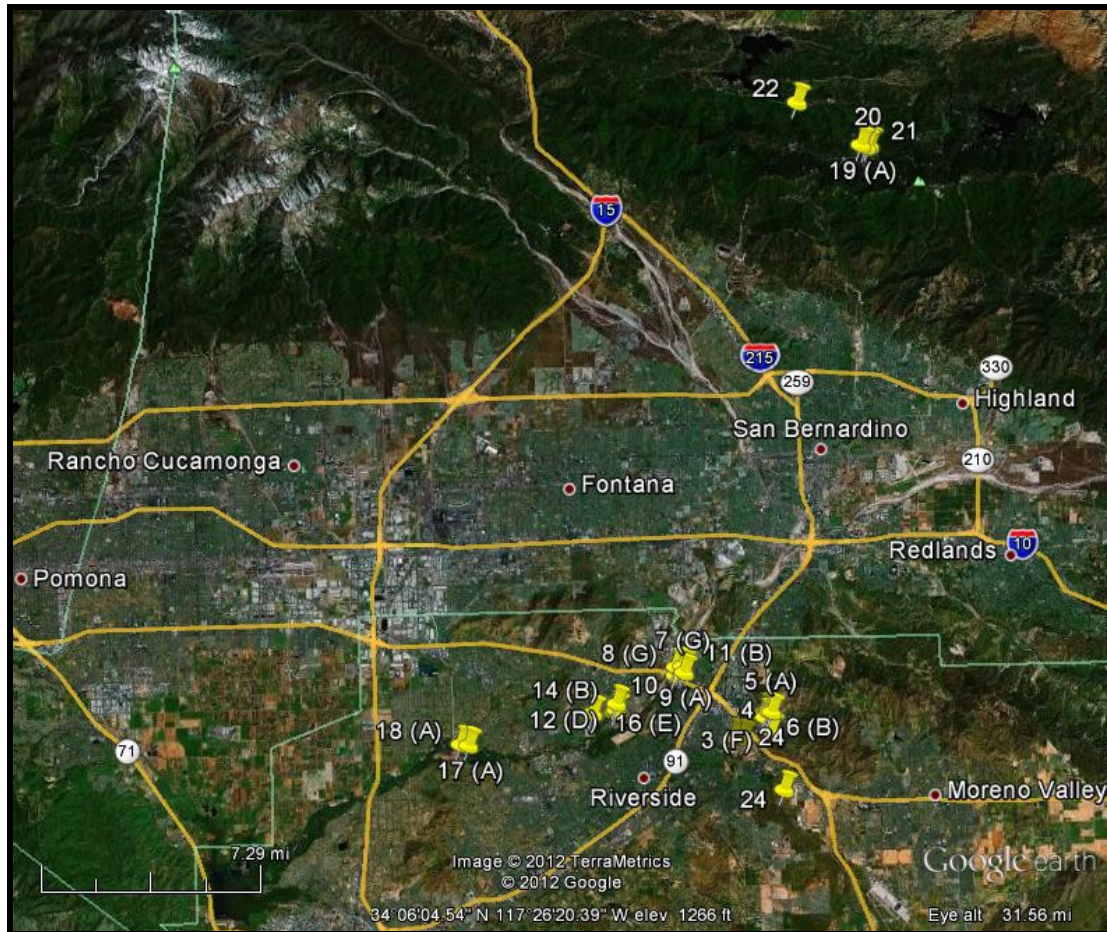 22
20
21
19 (A)
15
215
259
330
Highland
San Bernardino
210
Rancho Cucamonga
Fontana
Redlands
10
Pomona
7 (G)
8 (G)
11 (B)
10
9 (A)
5 (A)
14 (B)
4
12 (D)
16 (E)
6 (B)
3 (F)
24
18 (A)
17 (A)
71
91
Riverside
24
Moreno Valley
7.29 mi
Image © 2012 TerraMetrics
© 2012 Google
Google earth
34°06'04.54" N 117°26'20.39" W elev 1266 ft
Eye alt 31.56 mi